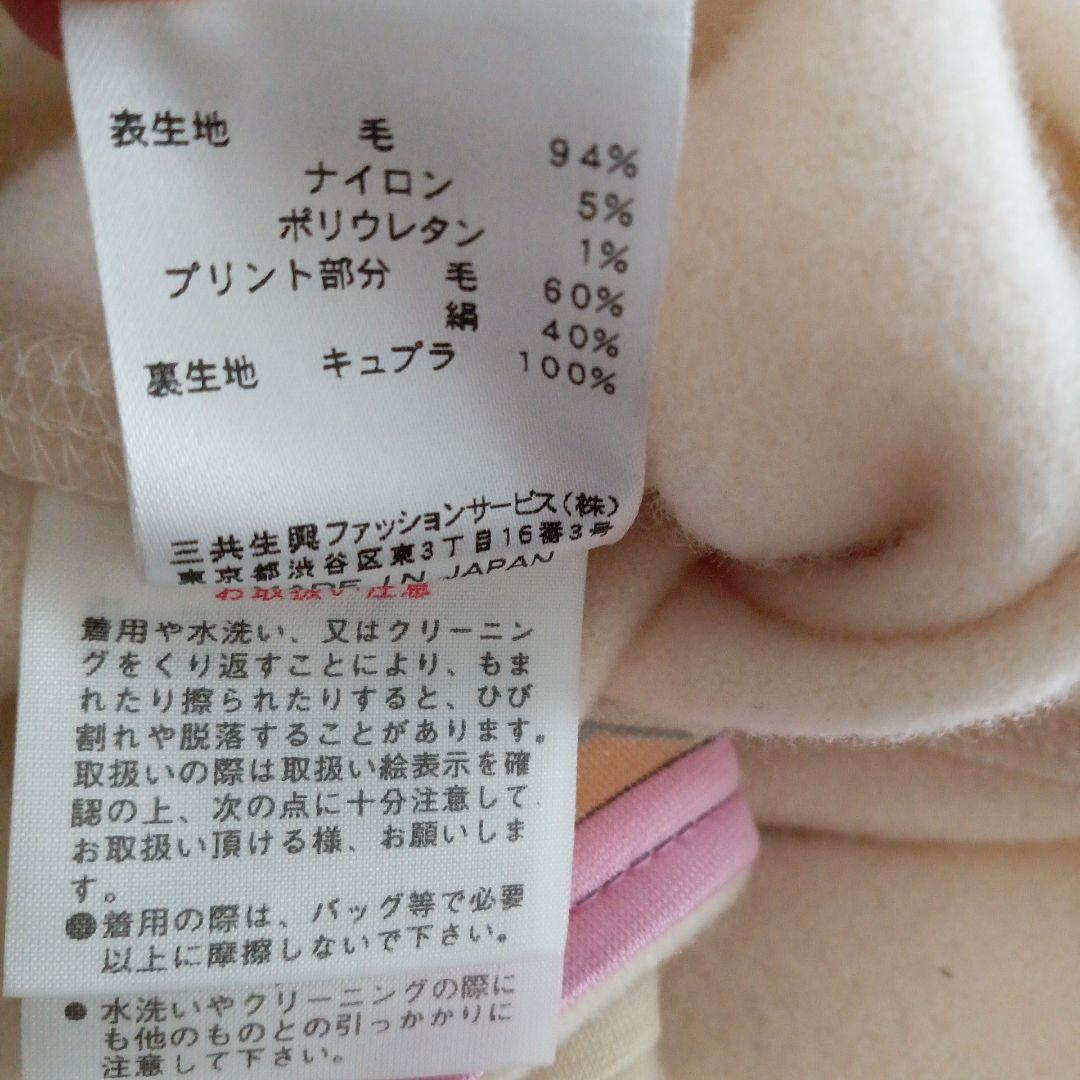 表生地 毛 94%
ナイロン 5%
ポリウレタン 1%
プリント部分 毛 60%
絹 40%
裏生地 キュプラ 100%
三共生興ファッションサービス(株)
東京都渋谷区東3丁目16番3号
MADE IN JAPAN
お取扱い注意
着用や水洗い、又はクリーニン
グをくり返すことにより、もま
れたり擦られたりすると、ひび
割れや脱落することがあります。
取扱いの際は取扱い絵表示を確
認の上、次の点に十分注意して
お取扱い頂ける様、お願いしま
す。
●着用の際は、バッグ等で必要
以上に摩擦しないで下さい。
●水洗いやクリーニングの際に
も他のものとの引っかかりに
注意して下さい。